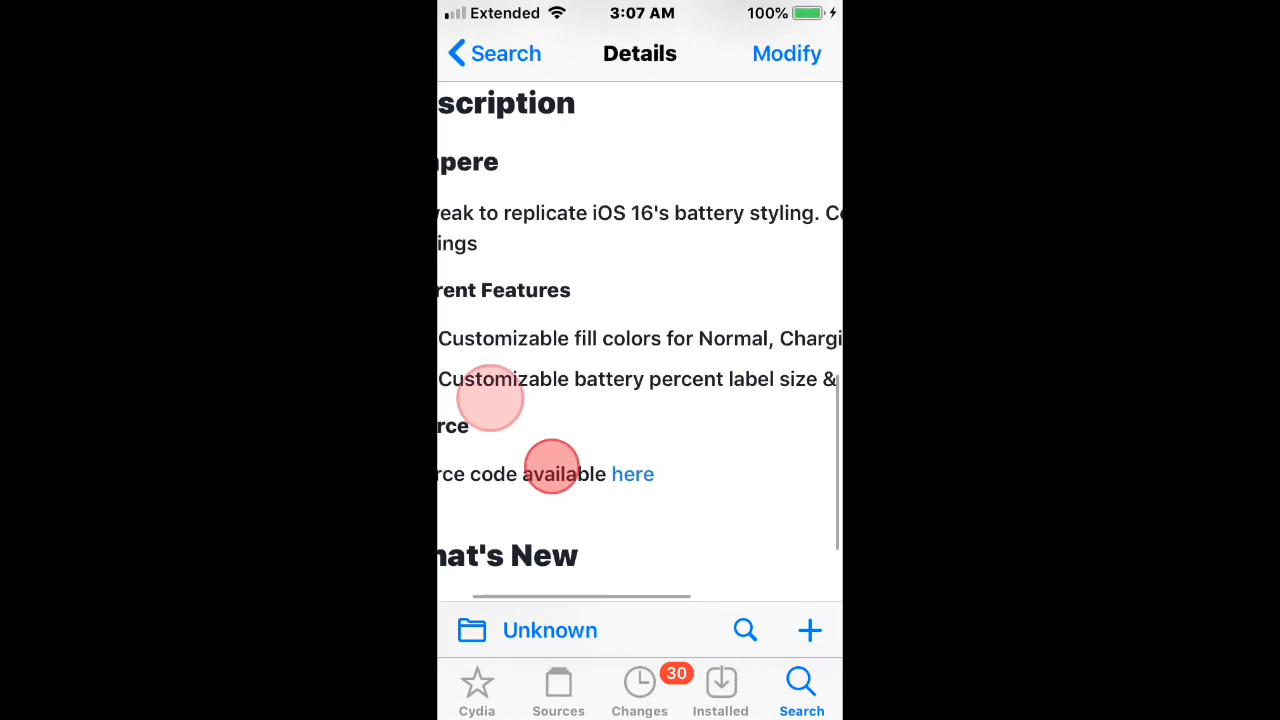 Extended 3:07 AM 100%
Search Details Modify
scription
pere
eak to replicate iOS 16's battery styling. C
ings
rent Features
Customizable fill colors for Normal, Chargi
Customizable battery percent label size &
rce
rce code available here
hat's New
Unknown
30
Cydia Sources Changes Installed Search